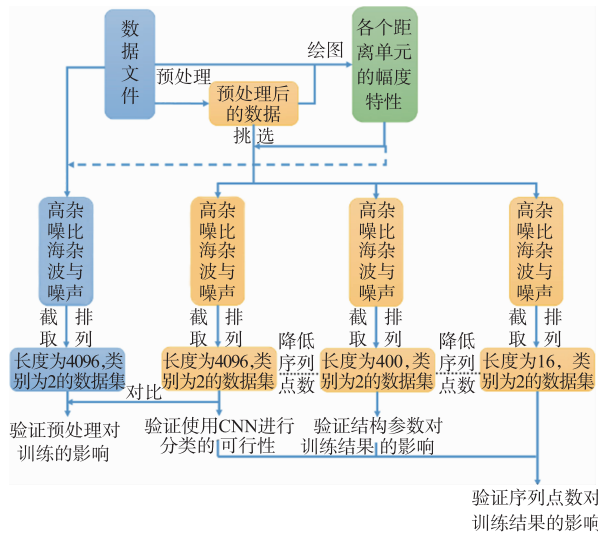 数
据
文
件
绘图
预处理
预处理后
的数据
各个距
离单元
的幅度
特性
挑 选
高杂
噪比
海杂
波与
噪声
高杂
噪比
海杂
波与
噪声
高杂
噪比
海杂
波与
噪声
高杂
噪比
海杂
波与
噪声
截 排
取 列
截 排
取 列
截 排
取 列
截 排
取 列
长度为4096,类
别为2的数据集
长度为4096,类
别为2的数据集
降低
序列
点数
长度为400,类
别为2的数据集
降低
序列
点数
长度为16,类
别为2的数据集
对比
验证预处理对
训练的影响
验证使用CNN进行
分类的可行性
验证结构参数对
训练结果的影响
验证序列点数对
训练结果的影响